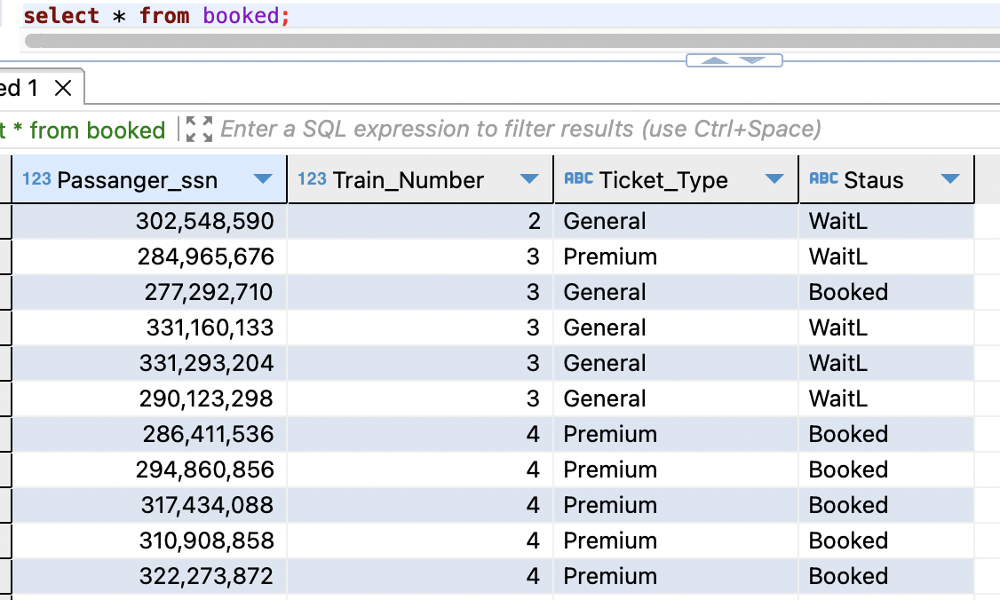 select * from booked;
ed 1
t * from booked Enter a SQL expression to filter results (use Ctrl+Space)
123 Passanger_ssn 123 Train_Number ABC Ticket_Type ABC Staus
302,548,590 2 General WaitL
284,965,676 3 Premium WaitL
277,292,710 3 General Booked
331,160,133 3 General WaitL
331,293,204 3 General WaitL
290,123,298 3 General WaitL
286,411,536 4 Premium Booked
294,860,856 4 Premium Booked
317,434,088 4 Premium Booked
310,908,858 4 Premium Booked
322,273,872 4 Premium Booked